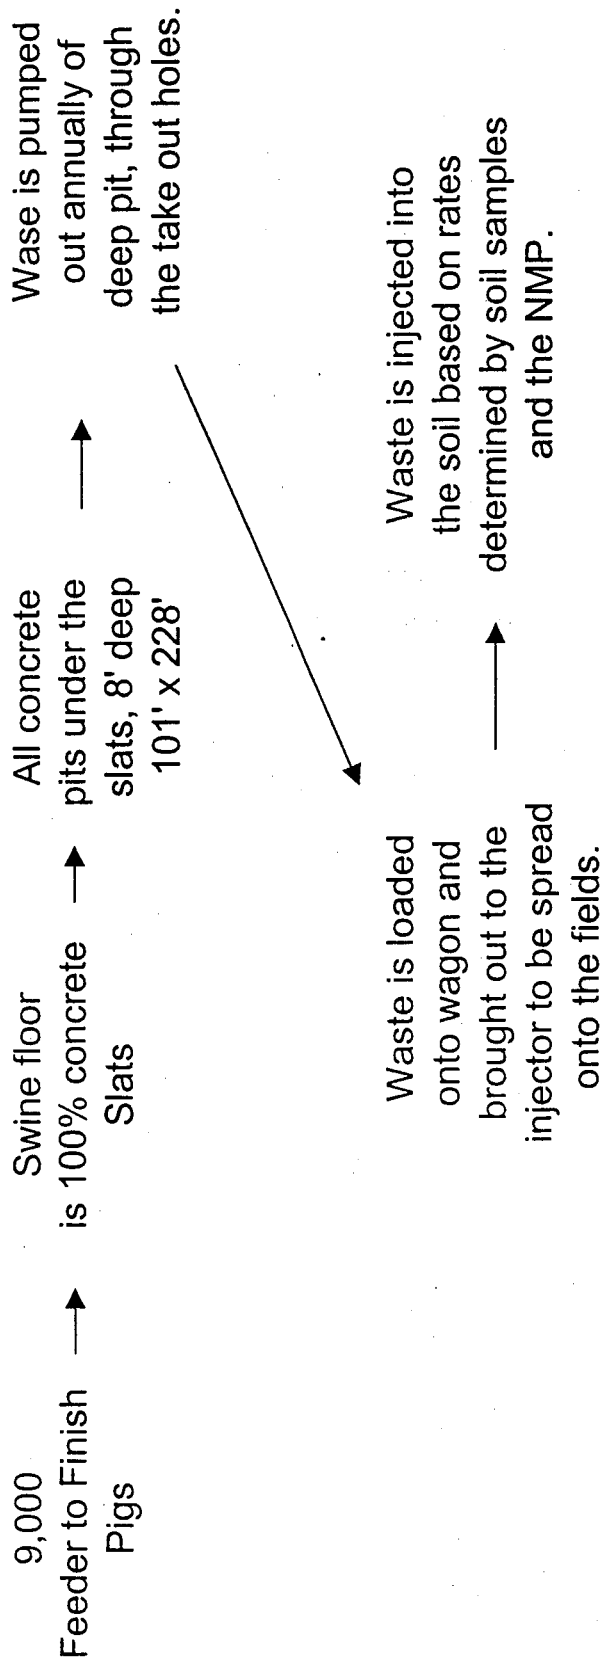 9,000
Feeder to Finish
Pigs
Swine floor
is 100% concrete
Slats
All concrete
pits under the
slats, 8' deep
101' x 228'
Wase is pumped
out annually of
deep pit, through
the take out holes.
Waste is loaded
onto wagon and
brought out to the
injector to be spread
onto the fields.
Waste is injected into
the soil based on rates
determined by soil samples
and the NMP.